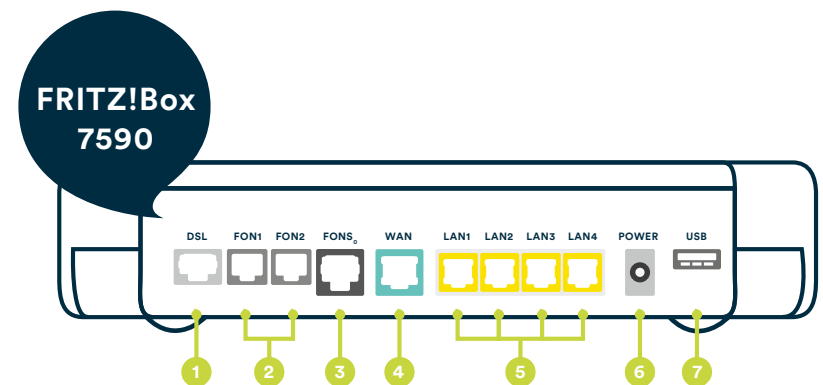 FRITZ!Box
7590
DSL FON1 FON2 FONS₀ WAN LAN1 LAN2 LAN3 LAN4 POWER USB
1 2 3 4 5 6 7